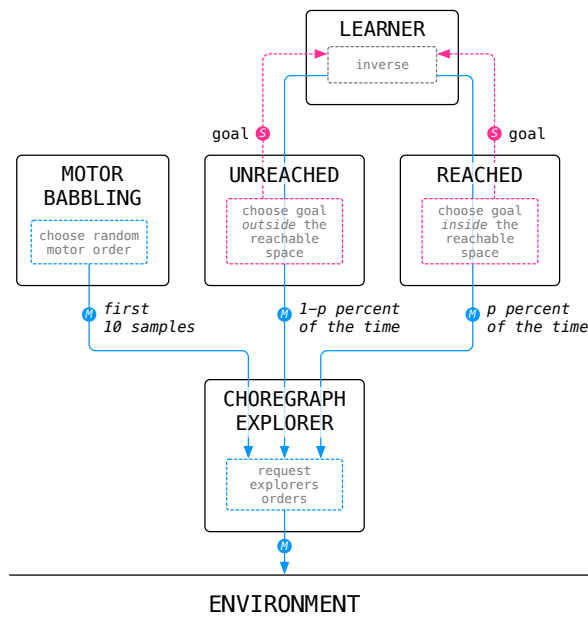 LEARNER
inverse
goal S
S goal
MOTOR
BABBLING
choose random
motor order
UNREACHED
choose goal
outside the
reachable
space
REACHED
choose goal
inside the
reachable
space
M first
10 samples
M 1–p percent
of the time
M p percent
of the time
CHOREGRAPH
EXPLORER
request
explorers
orders
M
ENVIRONMENT